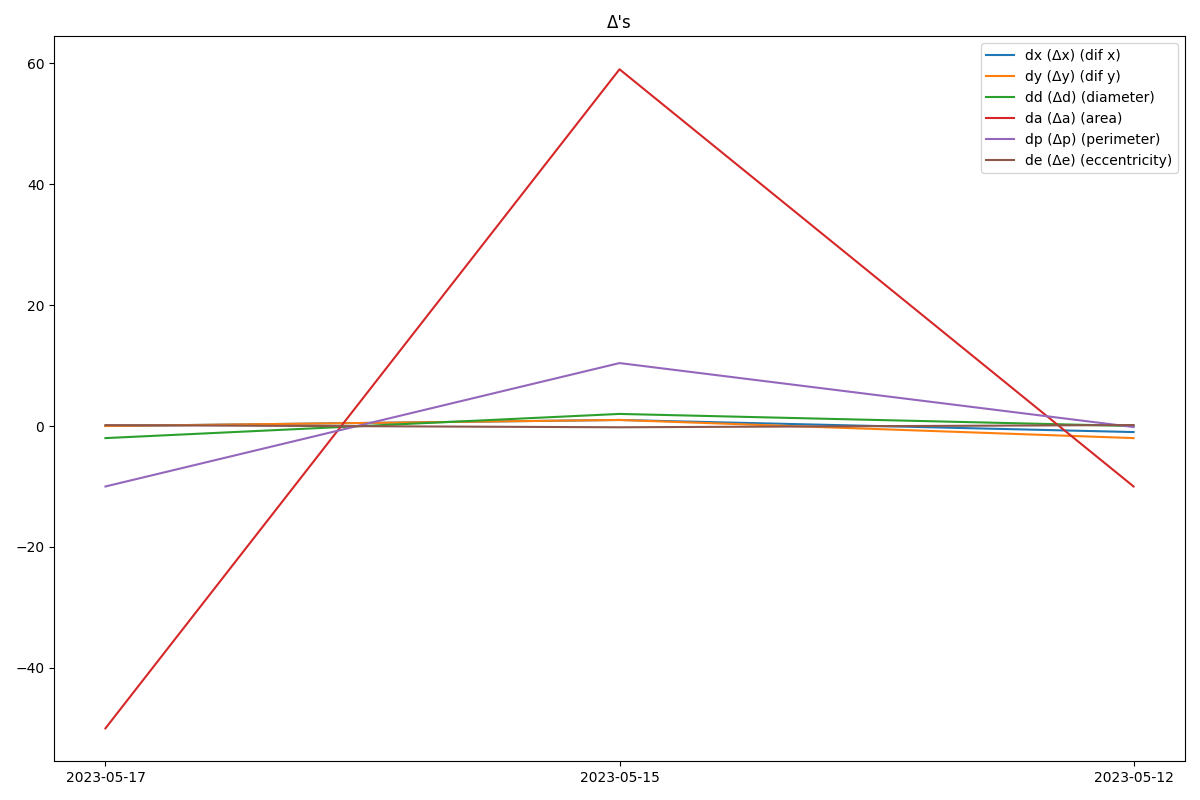 Δ's
dx (Δx) (dif x)
dy (Δy) (dif y)
dd (Δd) (diameter)
da (Δa) (area)
dp (Δp) (perimeter)
de (Δe) (eccentricity)
60
40
20
0
−20
−40
2023-05-17 2023-05-15 2023-05-12